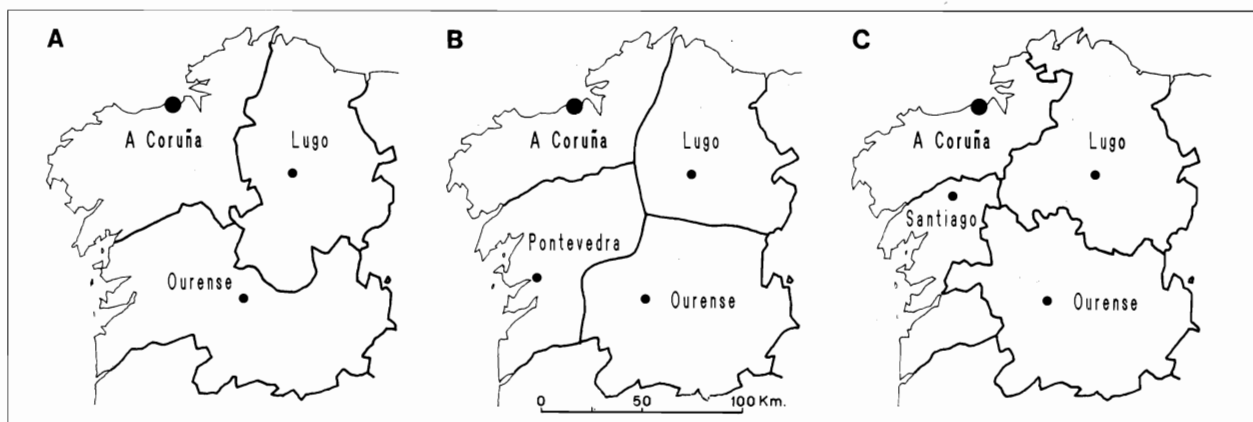 A
A Coruña
Lugo
Ourense
B
A Coruña
Lugo
Pontevedra
Ourense
0 50 100 Km.
C
A Coruña
Lugo
Santiago
Ourense